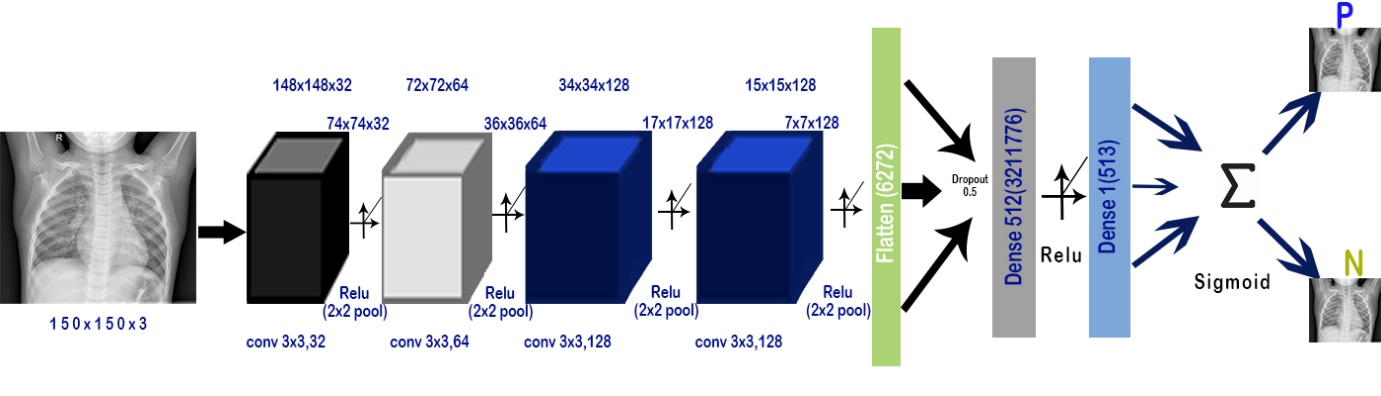 P
148x148x32
72x72x64
34x34x128
15x15x128
74x74x32
36x36x64
17x17x128
7x7x128
R
Flatten (6272)
Dropout
0.5
Dense 512(3211776)
Dense 1(513)
Σ
Relu
Sigmoid
N
Relu
(2x2 pool)
Relu
(2x2 pool)
Relu
(2x2 pool)
Relu
(2x2 pool)
150x150x3
conv 3x3,32
conv 3x3,64
conv 3x3,128
conv 3x3,128